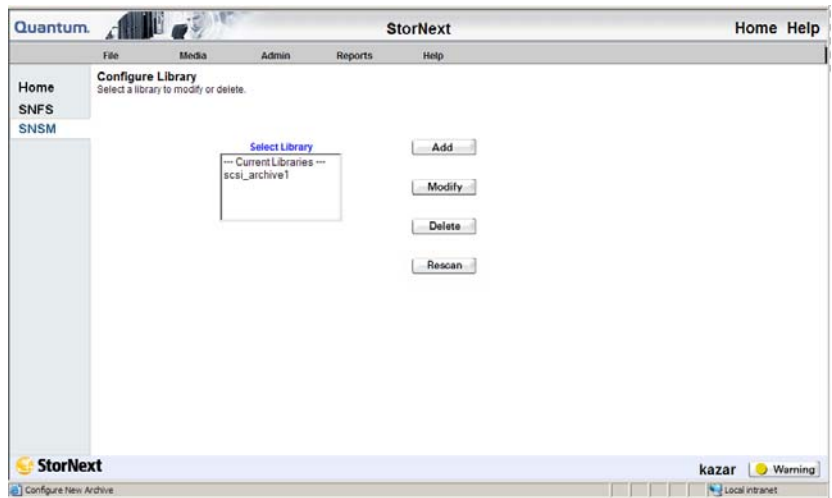 Quantum.
StorNext
Home Help
File Media Admin Reports Help
Home
SNFS
SNSM
Configure Library
Select a library to modify or delete.
Select Library
--- Current Libraries ---
scsi_archive1
Add
Modify
Delete
Rescan
StorNext
kazar Warning
Configure New Archive
Local intranet